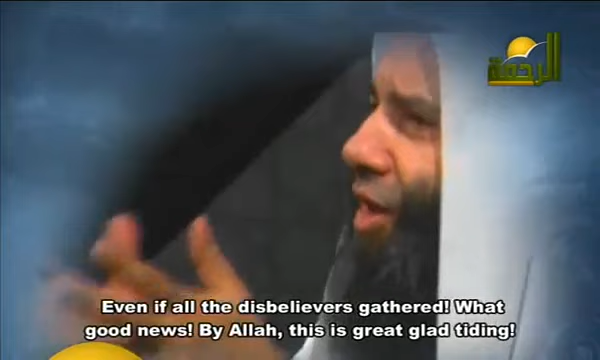 الرحمة
Even if all the disbelievers gathered! What
good news! By Allah, this is great glad tiding!